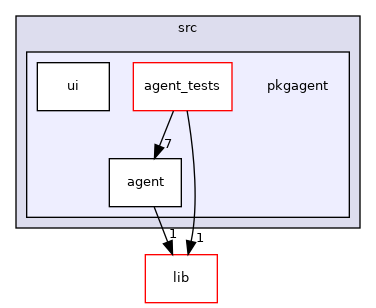 src
ui
agent_tests
pkgagent
7
agent
1
1
lib